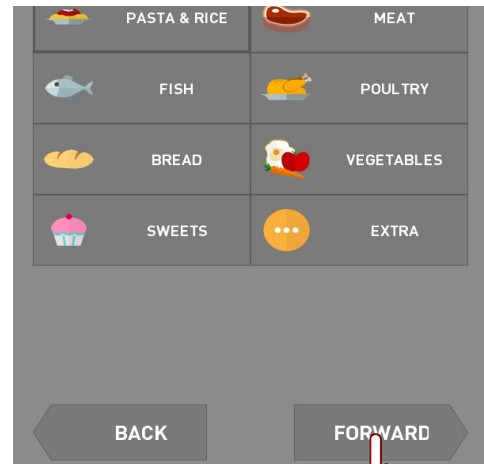 PASTA & RICE
MEAT
FISH
POULTRY
BREAD
VEGETABLES
SWEETS
EXTRA
BACK
FORWARD